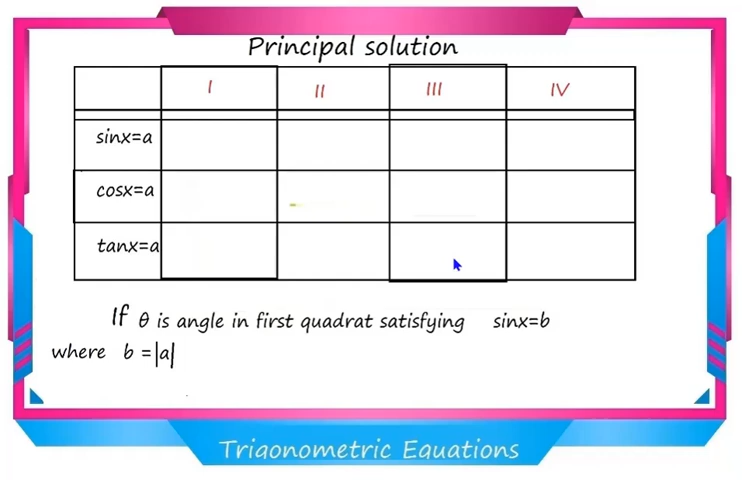 Principal solution
I II III IV
sinx=a
cosx=a
tanx=a
If θ is angle in first quadrat satisfying sinx=b
where b =|a|
Trigonometric Equations